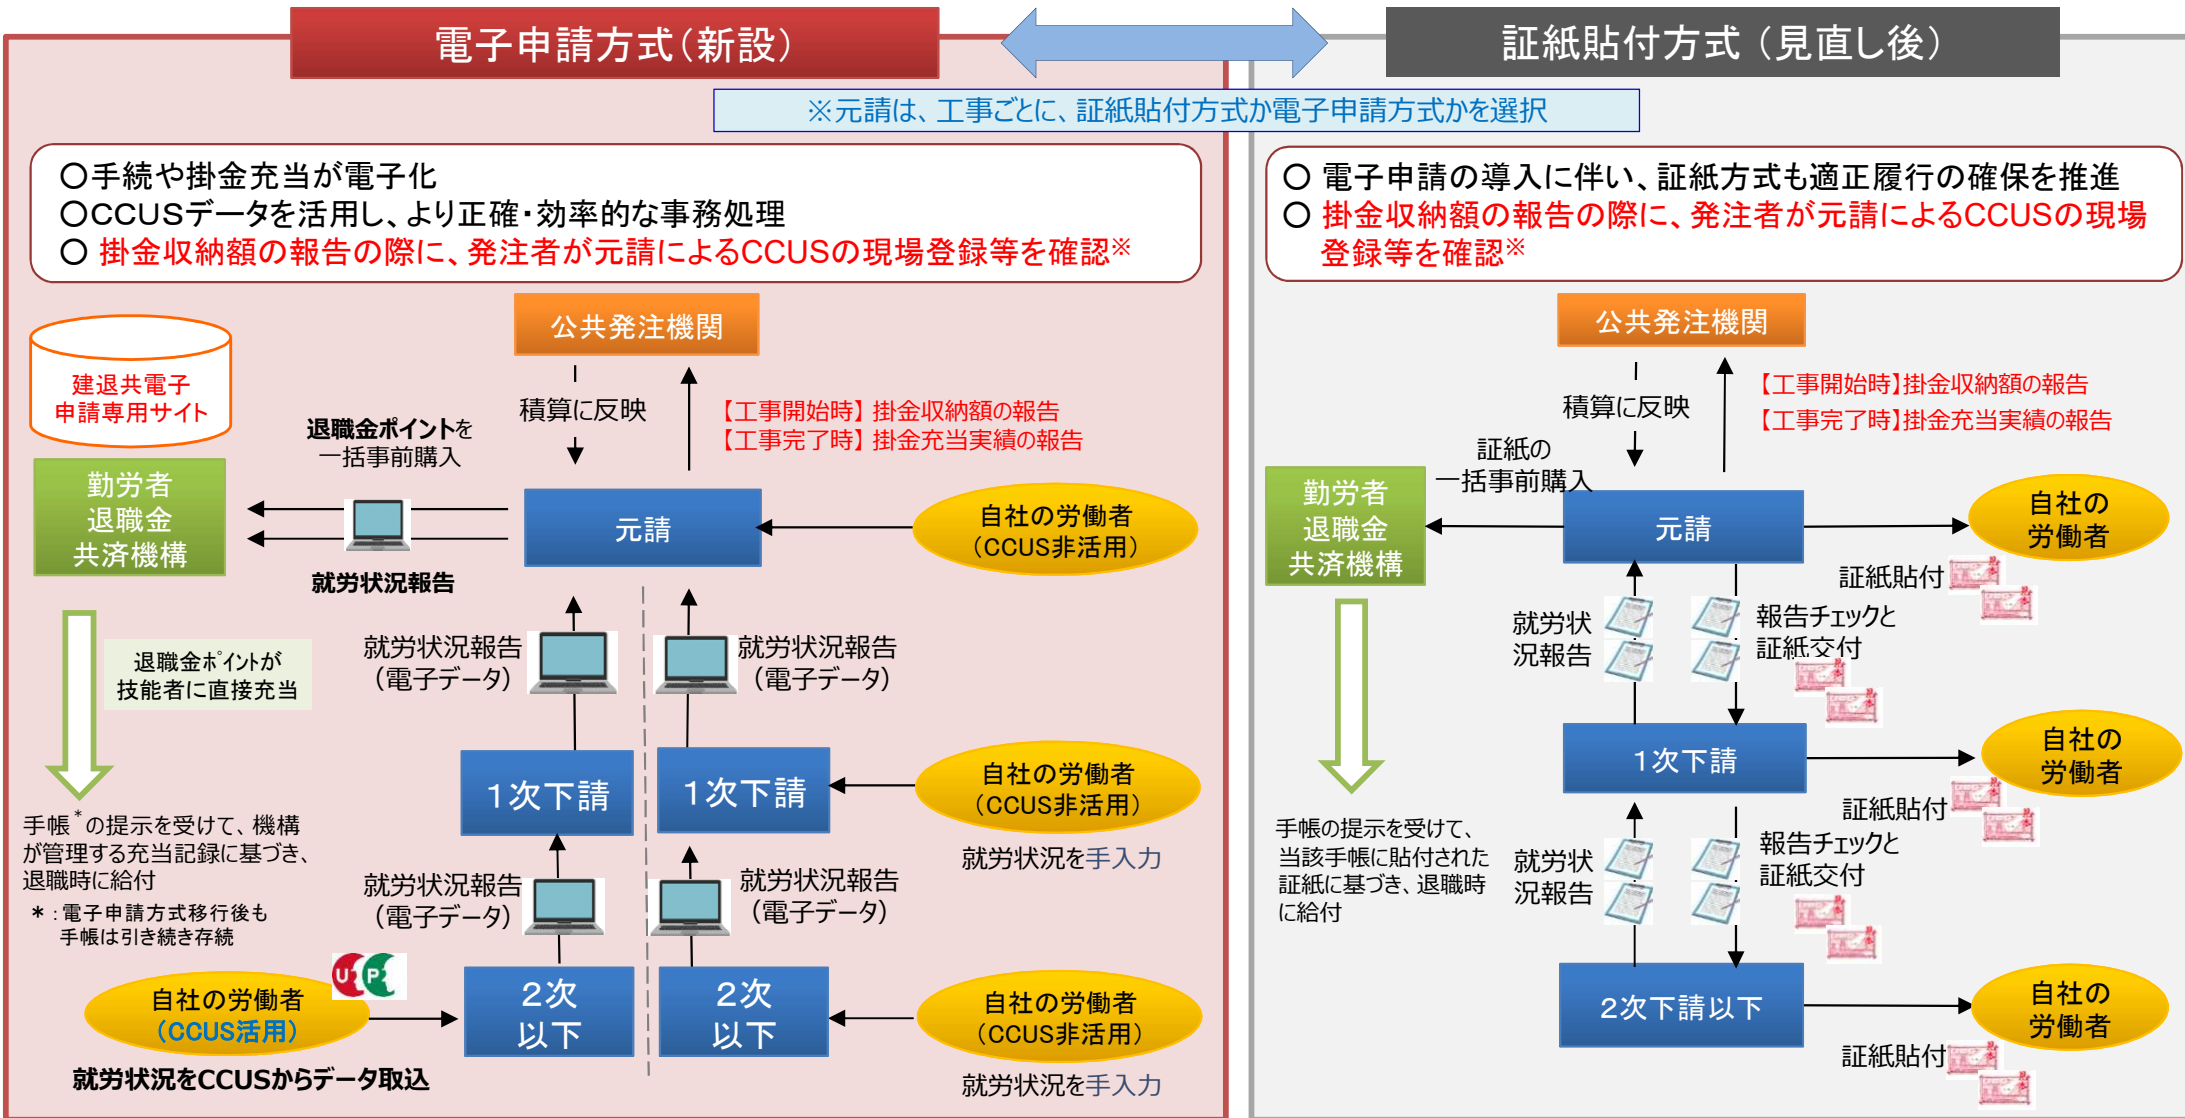 電子申請方式（新設）
証紙貼付方式（見直し後）
※元請は、工事ごとに、証紙貼付方式か電子申請方式かを選択
○手続や掛金充当が電子化
○CCUSデータを活用し、より正確・効率的な事務処理
○ 掛金収納額の報告の際に、発注者が元請によるCCUSの現場登録等を確認※
公共発注機関
建退共電子
申請専用サイト
積算に反映
【工事開始時】掛金収納額の報告
【工事完了時】掛金充当実績の報告
退職金ポイントを
一括事前購入
勤労者
退職金
共済機構
元請
自社の労働者
（CCUS非活用）
就労状況報告
退職金ポイントが
技能者に直接充当
就労状況報告
（電子データ）
就労状況報告
（電子データ）
1次下請
1次下請
自社の労働者
（CCUS非活用）
就労状況を手入力
手帳*の提示を受けて、機構
が管理する充当記録に基づき、
退職時に給付
*：電子申請方式移行後も
手帳は引き続き存続
就労状況報告
（電子データ）
就労状況報告
（電子データ）
UP
自社の労働者
（CCUS活用）
就労状況をCCUSからデータ取込
2次
以下
2次
以下
自社の労働者
（CCUS非活用）
就労状況を手入力
○ 電子申請の導入に伴い、証紙方式も適正履行の確保を推進
○ 掛金収納額の報告の際に、発注者が元請によるCCUSの現場
登録等を確認※
公共発注機関
積算に反映
【工事開始時】掛金収納額の報告
【工事完了時】掛金充当実績の報告
証紙の
一括事前購入
勤労者
退職金
共済機構
元請
自社の
労働者
証紙貼付
就労状
況報告
報告チェックと
証紙交付
1次下請
自社の
労働者
証紙貼付
手帳の提示を受けて、
当該手帳に貼付された
証紙に基づき、退職時
に給付
就労状
況報告
報告チェックと
証紙交付
2次下請以下
自社の
労働者
証紙貼付